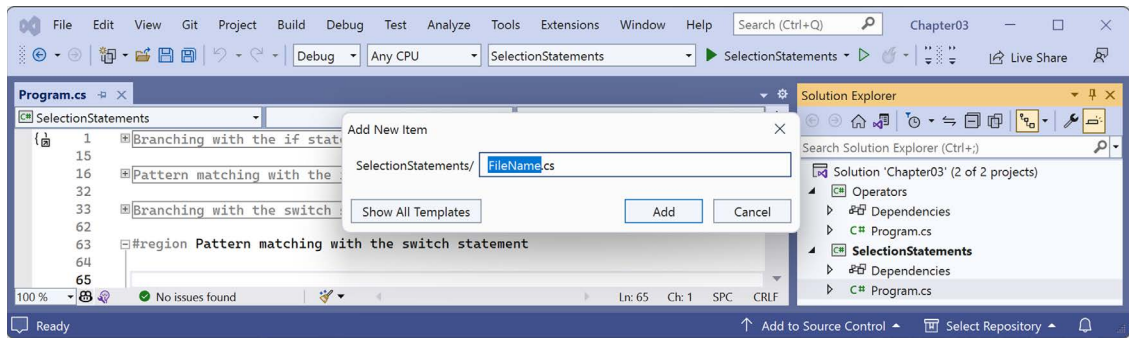 File Edit View Git Project Build Debug Test Analyze Tools Extensions Window Help Search (Ctrl+Q) Chapter03
Debug Any CPU SelectionStatements SelectionStatements Live Share
Program.cs
SelectionStatements
1 Branching with the if stat
15
16 Pattern matching with the
32
33 Branching with the switch
62
63 #region Pattern matching with the switch statement
64
65
100 % No issues found Ln: 65 Ch: 1 SPC CRLF
Add New Item
SelectionStatements/ FileName.cs
Show All Templates Add Cancel
Solution Explorer
Search Solution Explorer (Ctrl+;)
Solution 'Chapter03' (2 of 2 projects)
C# Operators
Dependencies
C# Program.cs
C# SelectionStatements
Dependencies
C# Program.cs
Ready Add to Source Control Select Repository